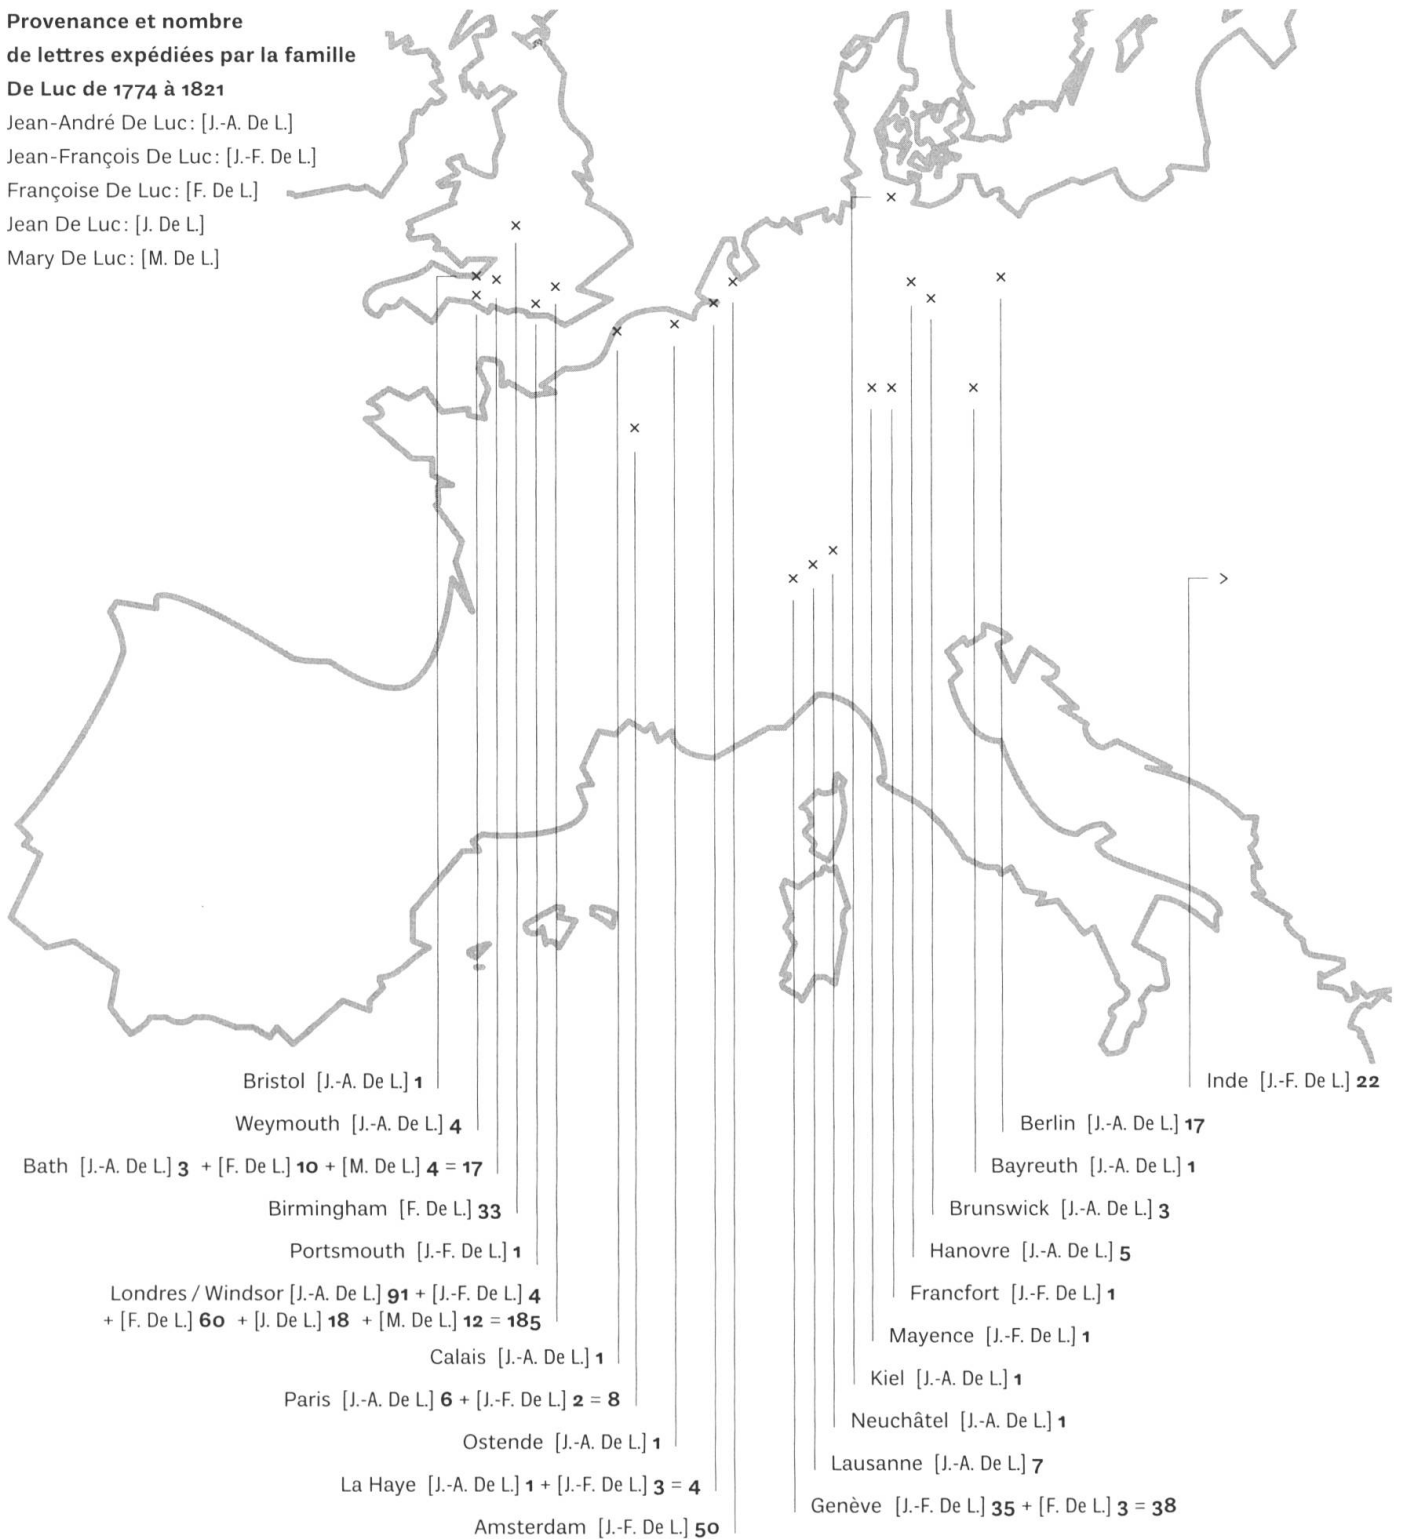 Provenance et nombre
de lettres expédiées par la famille
De Luc de 1774 à 1821
Jean-André De Luc: [J.-A. De L.]
Jean-François De Luc: [J.-F. De L.]
Françoise De Luc: [F. De L.]
Jean De Luc: [J. De L.]
Mary De Luc: [M. De L.]
Bristol [J.-A. De L.] 1
Weymouth [J.-A. De L.] 4
Bath [J.-A. De L.] 3 + [F. De L.] 10 + [M. De L.] 4 = 17
Birmingham [F. De L.] 33
Portsmouth [J.-F. De L.] 1
Londres / Windsor [J.-A. De L.] 91 + [J.-F. De L.] 4
+ [F. De L.] 60 + [J. De L.] 18 + [M. De L.] 12 = 185
Calais [J.-A. De L.] 1
Paris [J.-A. De L.] 6 + [J.-F. De L.] 2 = 8
Ostende [J.-A. De L.] 1
La Haye [J.-A. De L.] 1 + [J.-F. De L.] 3 = 4
Amsterdam [J.-F. De L.] 50
Inde [J.-F. De L.] 22
Berlin [J.-A. De L.] 17
Bayreuth [J.-A. De L.] 1
Brunswick [J.-A. De L.] 3
Hanovre [J.-A. De L.] 5
Francfort [J.-F. De L.] 1
Mayence [J.-F. De L.] 1
Kiel [J.-A. De L.] 1
Neuchâtel [J.-A. De L.] 1
Lausanne [J.-A. De L.] 7
Genève [J.-F. De L.] 35 + [F. De L.] 3 = 38